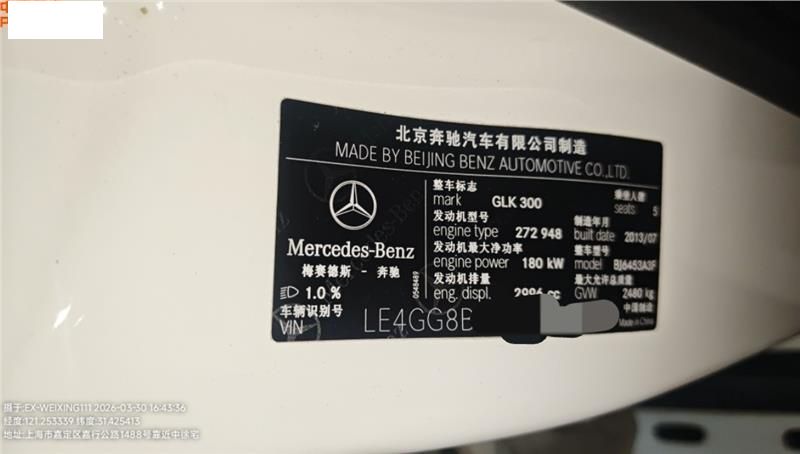 北京奔驰汽车有限公司制造
MADE BY BEIJING BENZ AUTOMOTIVE CO.,LTD.
Mercedes-Benz
梅赛德斯 - 奔驰
1.0 %
0548489
整车标志
mark GLK 300
乘坐人数
seats 5
发动机型号
engine type 272 948
制造年月
built date 2013/07
发动机最大净功率
engine power 180 kW
整车型号
model BJ6453A3F
发动机排量
eng. displ. 2996 cc
最大允许总质量
GVW 2480 kg
中国制造
Made in China
车辆识别号
VIN LE4GG8E
摄于:EX-WEIXING111 2026-03-30 16:43:36
经度:121.253339 纬度:31.425413
地址:上海市嘉定区嘉行公路1488号靠近中徐宅